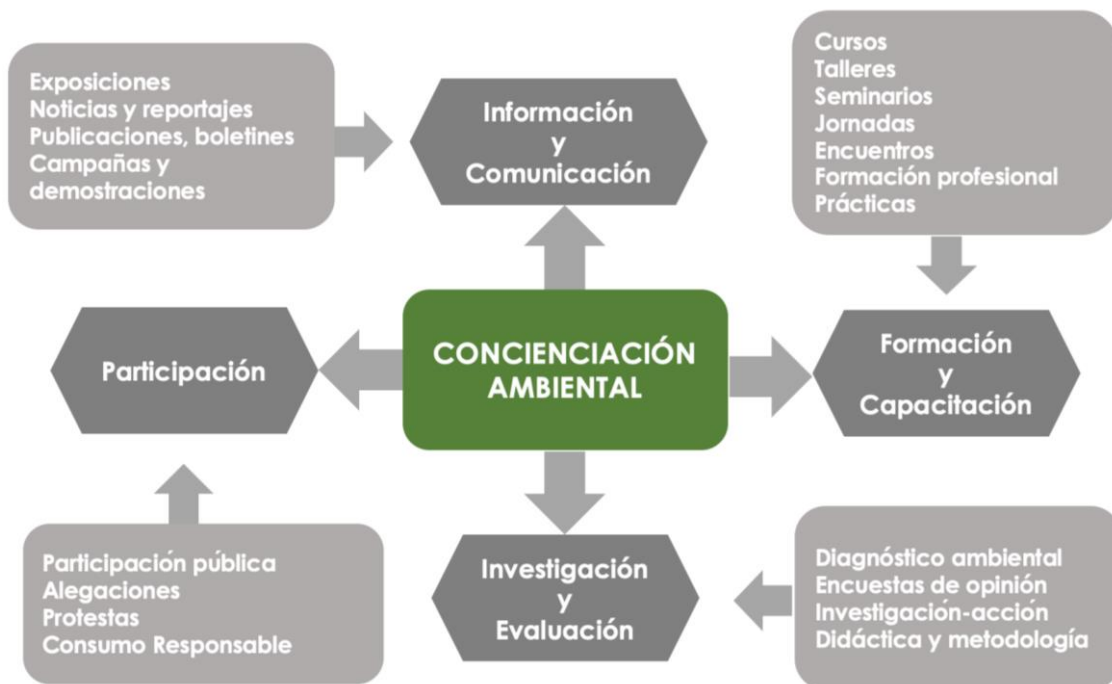 Exposiciones
Noticias y reportajes
Publicaciones, boletines
Campañas y
demostraciones
Información
y
Comunicación
Cursos
Talleres
Seminarios
Jornadas
Encuentros
Formación profesional
Prácticas
Participación
CONCIENCIACIÓN
AMBIENTAL
Formación
y
Capacitación
Participación pública
Alegaciones
Protestas
Consumo Responsable
Investigación
y
Evaluación
Diagnóstico ambiental
Encuestas de opinión
Investigación-acción
Didáctica y metodología